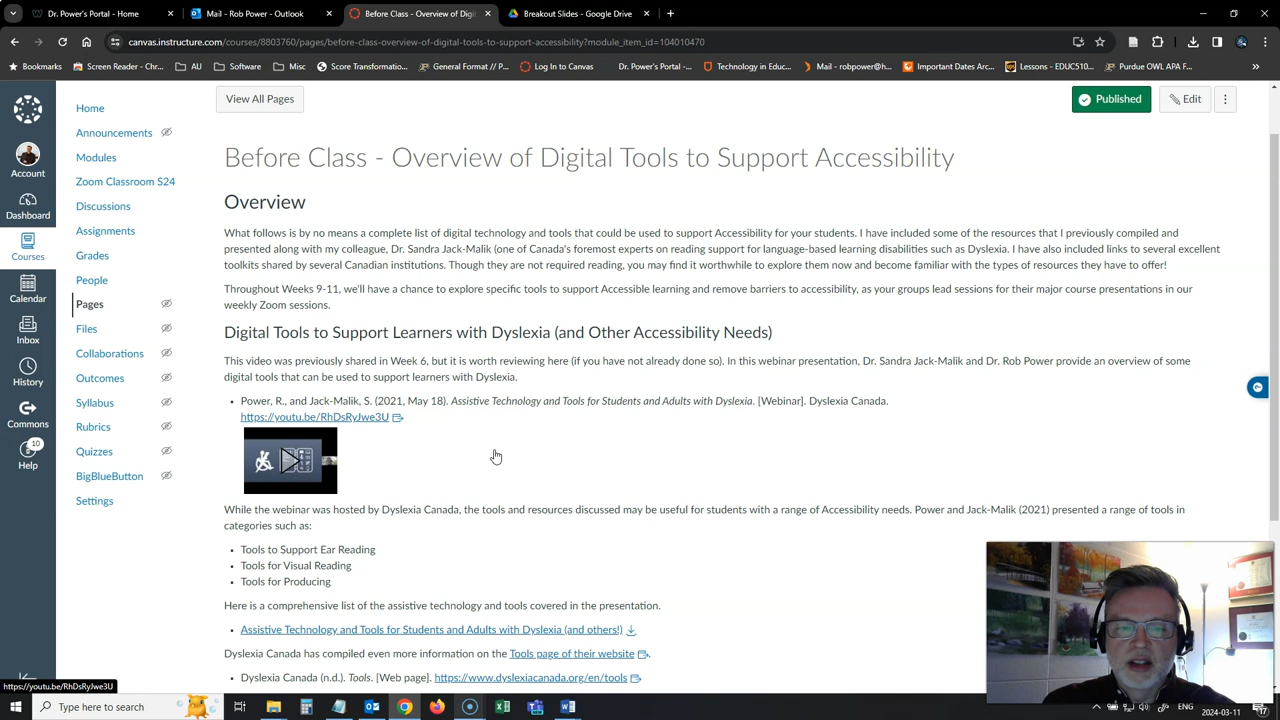 Dr. Power's Portal - Home
Mail - Rob Power - Outlook
Before Class - Overview of Digi
Breakout Slides - Google Drive
canvas.instructure.com/courses/8803760/pages/before-class-overview-of-digital-tools-to-support-accessibility?module_item_id=104010470
Bookmarks
Screen Reader - Chr...
AU
Software
Misc
Score Transformation...
General // P...
Log In to Canvas
Dr. Power's Portal -...
Technology in Educ...
Mail - robpower@h...
Important Dates Arc...
Lessons - EDUC510...
Purdue OWL APA F...
View All Pages
Published
Edit
Account
Dashboard
Courses
Calendar
Inbox
History
Commons
10
Help
Home
Announcements
Modules
Zoom Classroom S24
Discussions
Assignments
Grades
People
Pages
Files
Collaborations
Outcomes
Syllabus
Rubrics
Quizzes
BigBlueButton
Settings
Before Class - Overview of Digital Tools to Support Accessibility
Overview
What follows is by no means a complete list of digital technology and tools that could be used to support Accessibility for your students. I have included some of the resources that I previously compiled and
presented along with my colleague, Dr. Sandra Jack-Malik (one of Canada's foremost experts on reading support for language-based learning disabilities such as Dyslexia. I have also included links to several excellent
toolkits shared by several Canadian institutions. Though they are not required reading, you may find it worthwhile to explore them now and become familiar with the types of resources they have to offer!
Throughout Weeks 9-11, we'll have a chance to explore specific tools to support Accessible learning and remove barriers to accessibility, as your groups lead sessions for their major course presentations in our
weekly Zoom sessions.
Digital Tools to Support Learners with Dyslexia (and Other Accessibility Needs)
This video was previously shared in Week 6, but it is worth reviewing here (if you have not already done so). In this webinar presentation, Dr. Sandra Jack-Malik and Dr. Rob Power provide an overview of some
digital tools that can be used to support learners with Dyslexia.
• Power, R., and Jack-Malik, S. (2021, May 18). Assistive Technology and Tools for Students and Adults with Dyslexia. [Webinar]. Dyslexia Canada.
https://youtu.be/RhDsRyJwe3U
While the webinar was hosted by Dyslexia Canada, the tools and resources discussed may be useful for students with a range of Accessibility needs. Power and Jack-Malik (2021) presented a range of tools in
categories such as:
• Tools to Support Ear Reading
• Tools for Visual Reading
• Tools for Producing
Here is a comprehensive list of the assistive technology and tools covered in the presentation.
• Assistive Technology and Tools for Students and Adults with Dyslexia (and others!)
Dyslexia Canada has compiled even more information on the Tools page of their website.
• Dyslexia Canada (n.d.). Tools. [Web page]. https://www.dyslexiacanada.org/en/tools
https://youtu.be/RhDsRyJwe3U
Type here to search
ENG
2024-03-11
17